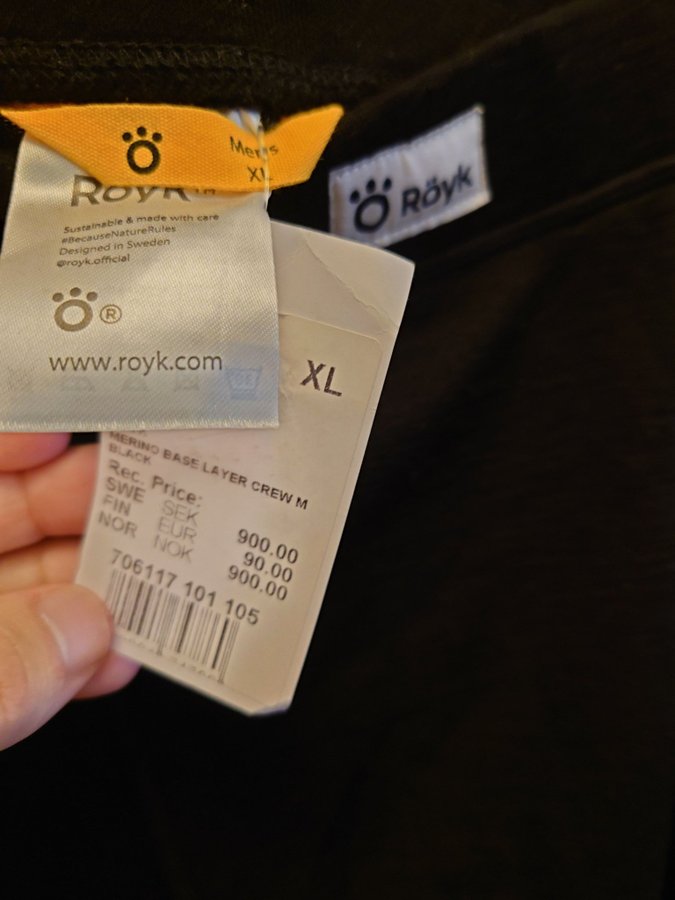 Mens
XL
Röyk™
Sustainable & made with care
#BecauseNatureRules
Designed in Sweden
@royk.official
®
www.royk.com
Röyk
XL
MERINO BASE LAYER CREW M
BLACK
Rec. Price:
SWE SEK 900.00
FIN EUR 90.00
NOR NOK 900.00
706117 101 105